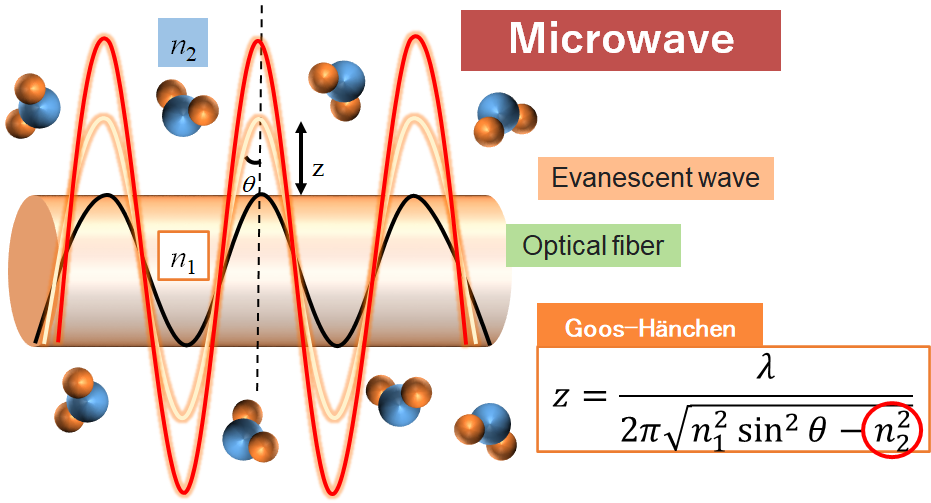 Microwave
n₂
z
θ
Evanescent wave
n₁
Optical fiber
Goos-Hänchen
z = λ / 2π√n₁² sin² θ − n₂²